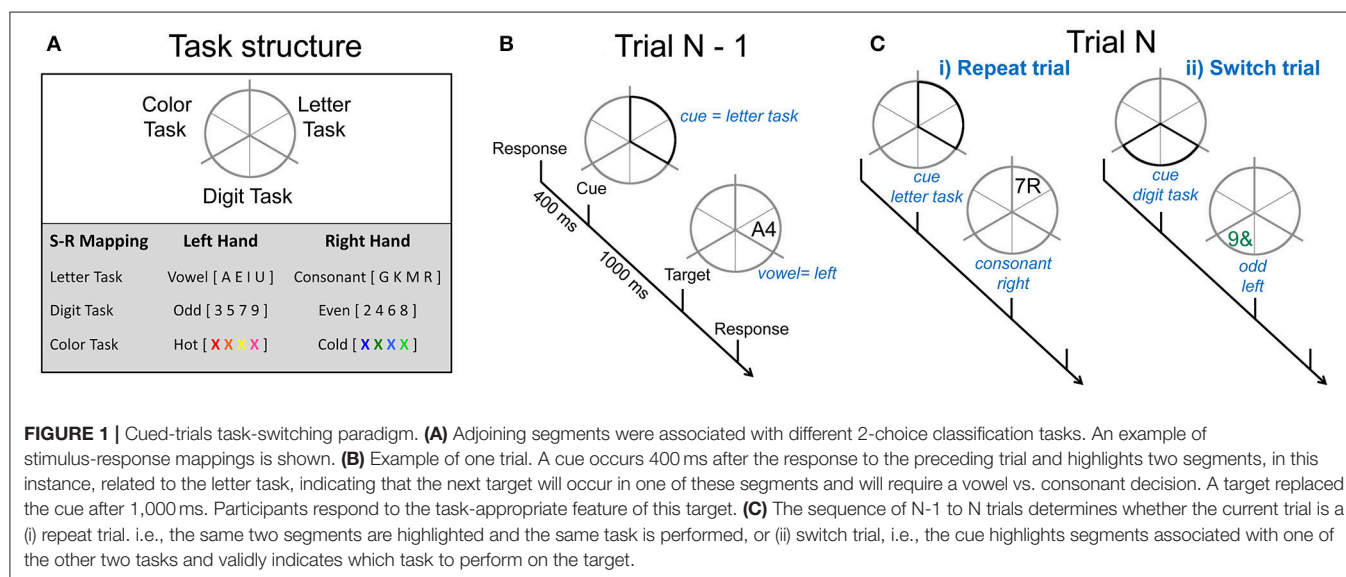 A
Task structure
Color
Task
Letter
Task
Digit Task
S-R Mapping Left Hand Right Hand
Letter Task Vowel [ A E I U ] Consonant [ G K M R ]
Digit Task Odd [ 3 5 7 9 ] Even [ 2 4 6 8 ]
Color Task Hot [ X X X X ] Cold [ X X X X ]
B
Trial N - 1
cue = letter task
Response
Cue
400 ms
A4
1000 ms
Target
vowel= left
Response
C
Trial N
i) Repeat trial
cue
letter task
7R
consonant
right
ii) Switch trial
cue
digit task
9&
odd
left
FIGURE 1 | Cued-trials task-switching paradigm. (A) Adjoining segments were associated with different 2-choice classification tasks. An example of
stimulus-response mappings is shown. (B) Example of one trial. A cue occurs 400 ms after the response to the preceding trial and highlights two segments, in this
instance, related to the letter task, indicating that the next target will occur in one of these segments and will require a vowel vs. consonant decision. A target replaced
the cue after 1,000 ms. Participants respond to the task-appropriate feature of this target. (C) The sequence of N-1 to N trials determines whether the current trial is a
(i) repeat trial. i.e., the same two segments are highlighted and the same task is performed, or (ii) switch trial, i.e., the cue highlights segments associated with one of
the other two tasks and validly indicates which task to perform on the target.